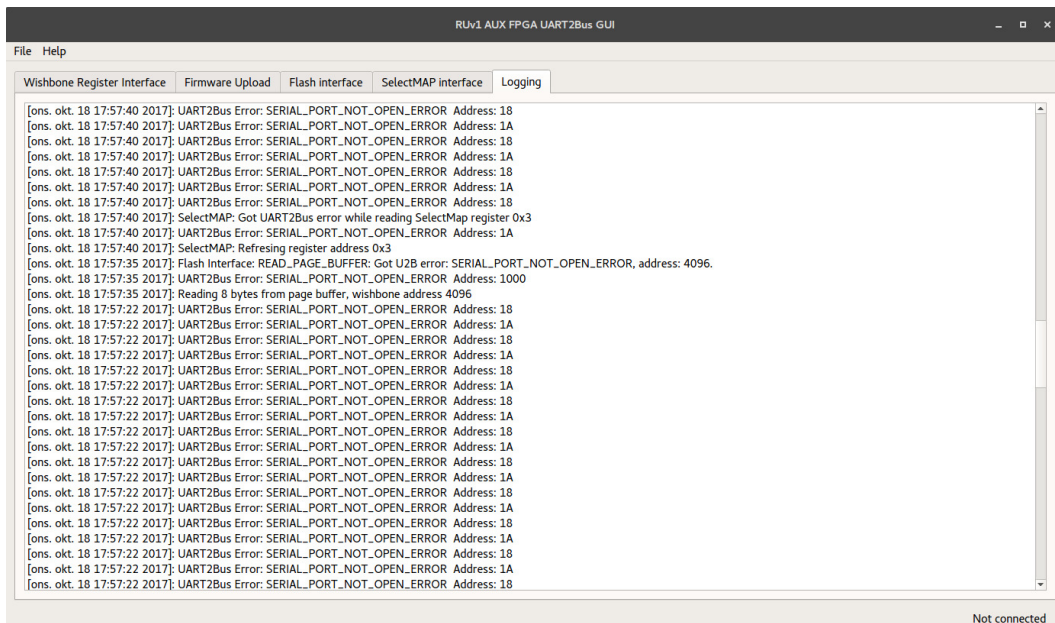 RUv1 AUX FPGA UART2Bus GUI
File Help
Wishbone Register Interface Firmware Upload Flash interface SelectMAP interface Logging
[ons. okt. 18 17:57:40 2017]: UART2Bus Error: SERIAL_PORT_NOT_OPEN_ERROR Address: 18
[ons. okt. 18 17:57:40 2017]: UART2Bus Error: SERIAL_PORT_NOT_OPEN_ERROR Address: 1A
[ons. okt. 18 17:57:40 2017]: UART2Bus Error: SERIAL_PORT_NOT_OPEN_ERROR Address: 18
[ons. okt. 18 17:57:40 2017]: UART2Bus Error: SERIAL_PORT_NOT_OPEN_ERROR Address: 1A
[ons. okt. 18 17:57:40 2017]: UART2Bus Error: SERIAL_PORT_NOT_OPEN_ERROR Address: 18
[ons. okt. 18 17:57:40 2017]: UART2Bus Error: SERIAL_PORT_NOT_OPEN_ERROR Address: 1A
[ons. okt. 18 17:57:40 2017]: UART2Bus Error: SERIAL_PORT_NOT_OPEN_ERROR Address: 18
[ons. okt. 18 17:57:40 2017]: SelectMAP: Got UART2Bus error while reading SelectMap register 0x3
[ons. okt. 18 17:57:40 2017]: UART2Bus Error: SERIAL_PORT_NOT_OPEN_ERROR Address: 1A
[ons. okt. 18 17:57:40 2017]: SelectMAP: Refresing register address 0x3
[ons. okt. 18 17:57:35 2017]: Flash Interface: READ_PAGE_BUFFER: Got U2B error: SERIAL_PORT_NOT_OPEN_ERROR, address: 4096.
[ons. okt. 18 17:57:35 2017]: UART2Bus Error: SERIAL_PORT_NOT_OPEN_ERROR Address: 1000
[ons. okt. 18 17:57:35 2017]: Reading 8 bytes from page buffer, wishbone address 4096
[ons. okt. 18 17:57:22 2017]: UART2Bus Error: SERIAL_PORT_NOT_OPEN_ERROR Address: 18
[ons. okt. 18 17:57:22 2017]: UART2Bus Error: SERIAL_PORT_NOT_OPEN_ERROR Address: 1A
[ons. okt. 18 17:57:22 2017]: UART2Bus Error: SERIAL_PORT_NOT_OPEN_ERROR Address: 18
[ons. okt. 18 17:57:22 2017]: UART2Bus Error: SERIAL_PORT_NOT_OPEN_ERROR Address: 1A
[ons. okt. 18 17:57:22 2017]: UART2Bus Error: SERIAL_PORT_NOT_OPEN_ERROR Address: 18
[ons. okt. 18 17:57:22 2017]: UART2Bus Error: SERIAL_PORT_NOT_OPEN_ERROR Address: 1A
[ons. okt. 18 17:57:22 2017]: UART2Bus Error: SERIAL_PORT_NOT_OPEN_ERROR Address: 18
[ons. okt. 18 17:57:22 2017]: UART2Bus Error: SERIAL_PORT_NOT_OPEN_ERROR Address: 1A
[ons. okt. 18 17:57:22 2017]: UART2Bus Error: SERIAL_PORT_NOT_OPEN_ERROR Address: 18
[ons. okt. 18 17:57:22 2017]: UART2Bus Error: SERIAL_PORT_NOT_OPEN_ERROR Address: 1A
[ons. okt. 18 17:57:22 2017]: UART2Bus Error: SERIAL_PORT_NOT_OPEN_ERROR Address: 18
[ons. okt. 18 17:57:22 2017]: UART2Bus Error: SERIAL_PORT_NOT_OPEN_ERROR Address: 1A
[ons. okt. 18 17:57:22 2017]: UART2Bus Error: SERIAL_PORT_NOT_OPEN_ERROR Address: 18
[ons. okt. 18 17:57:22 2017]: UART2Bus Error: SERIAL_PORT_NOT_OPEN_ERROR Address: 1A
[ons. okt. 18 17:57:22 2017]: UART2Bus Error: SERIAL_PORT_NOT_OPEN_ERROR Address: 18
[ons. okt. 18 17:57:22 2017]: UART2Bus Error: SERIAL_PORT_NOT_OPEN_ERROR Address: 1A
[ons. okt. 18 17:57:22 2017]: UART2Bus Error: SERIAL_PORT_NOT_OPEN_ERROR Address: 18
[ons. okt. 18 17:57:22 2017]: UART2Bus Error: SERIAL_PORT_NOT_OPEN_ERROR Address: 1A
[ons. okt. 18 17:57:22 2017]: UART2Bus Error: SERIAL_PORT_NOT_OPEN_ERROR Address: 18
Not connected